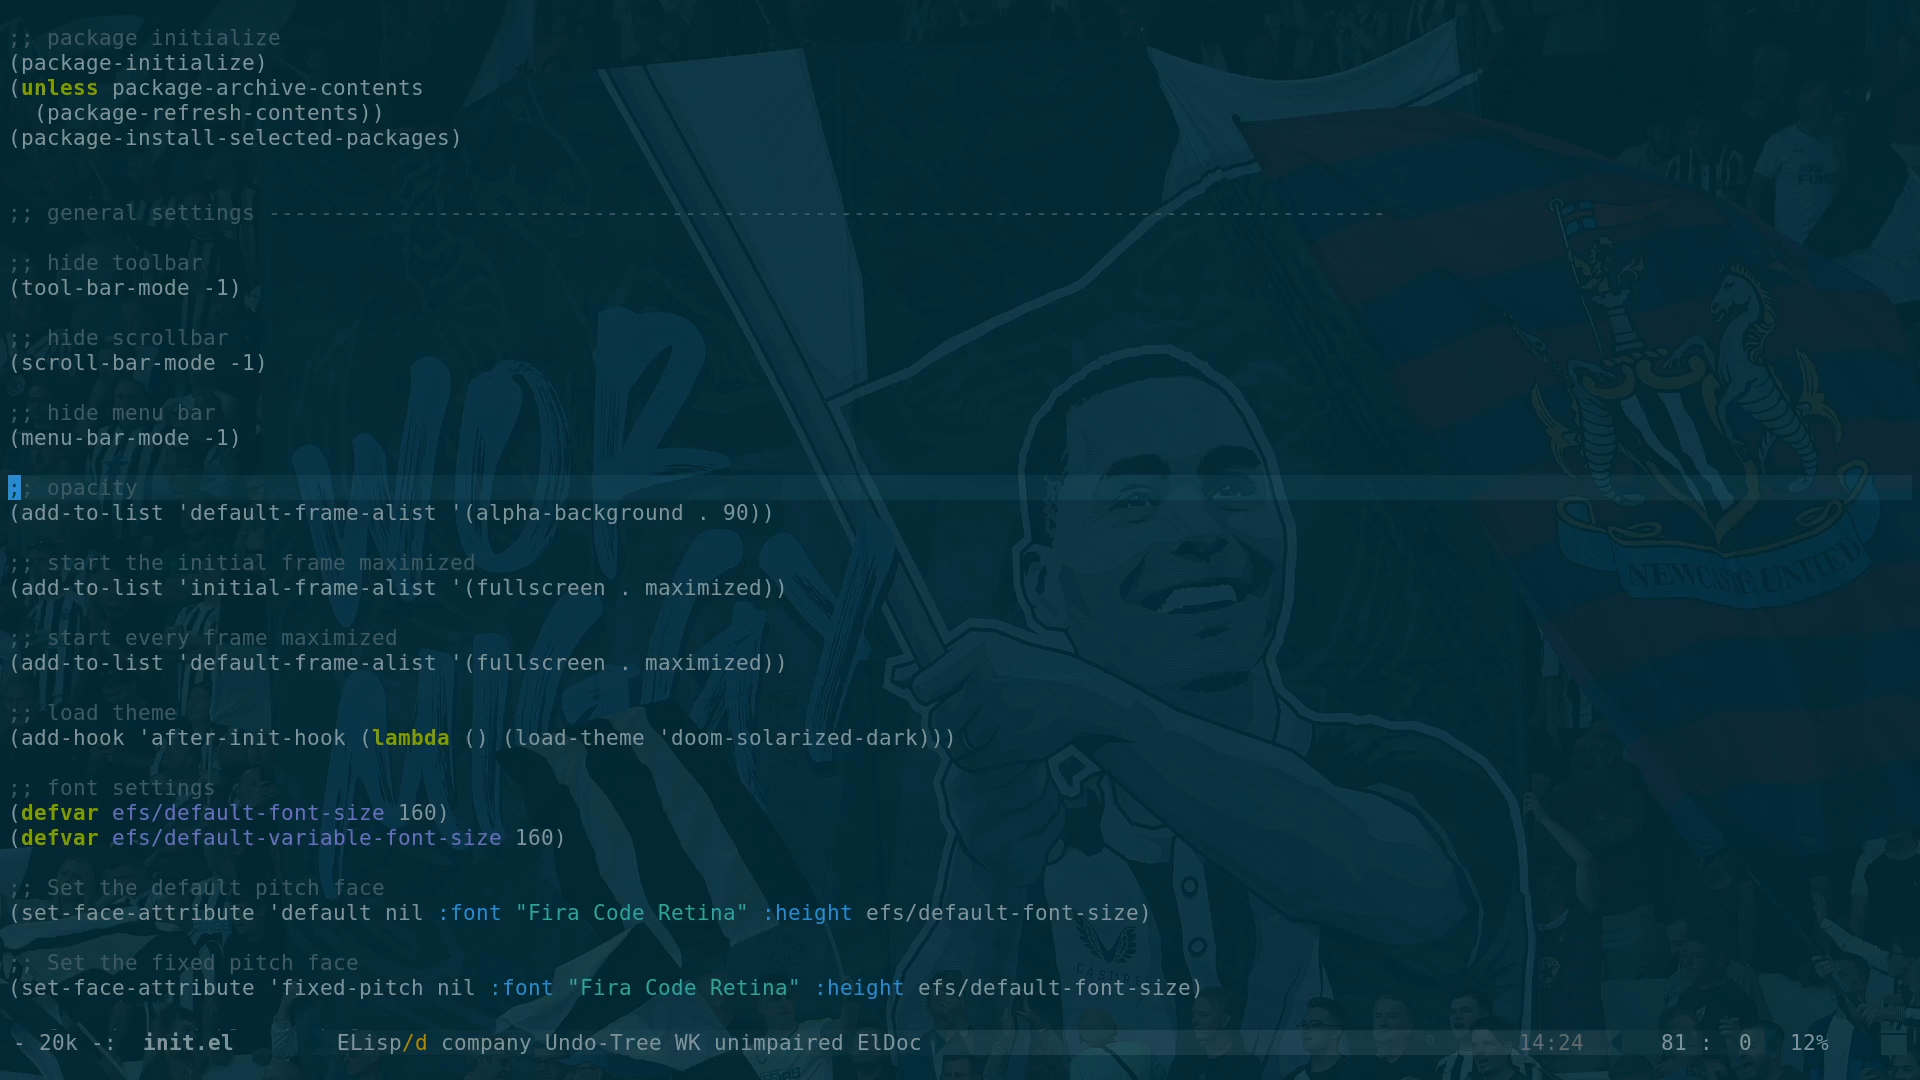 ;; package initialize
(package-initialize)
(unless package-archive-contents
  (package-refresh-contents))
(package-install-selected-packages)
;; general settings --------------------------------------------------------------------------------------
;; hide toolbar
(tool-bar-mode -1)
;; hide scrollbar
(scroll-bar-mode -1)
;; hide menu bar
(menu-bar-mode -1)
;; opacity
(add-to-list 'default-frame-alist '(alpha-background . 90))
;; start the initial frame maximized
(add-to-list 'initial-frame-alist '(fullscreen . maximized))
;; start every frame maximized
(add-to-list 'default-frame-alist '(fullscreen . maximized))
;; load theme
(add-hook 'after-init-hook (lambda () (load-theme 'doom-solarized-dark)))
;; font settings
(defvar efs/default-font-size 160)
(defvar efs/default-variable-font-size 160)
;; Set the default pitch face
(set-face-attribute 'default nil :font "Fira Code Retina" :height efs/default-font-size)
;; Set the fixed pitch face
(set-face-attribute 'fixed-pitch nil :font "Fira Code Retina" :height efs/default-font-size)
- 20k -:  init.el        ELisp/d company Undo-Tree WK unimpaired ElDoc        14:24      81 :  0   12%
WOR
NEWCASTLE UNITED
CASTORE